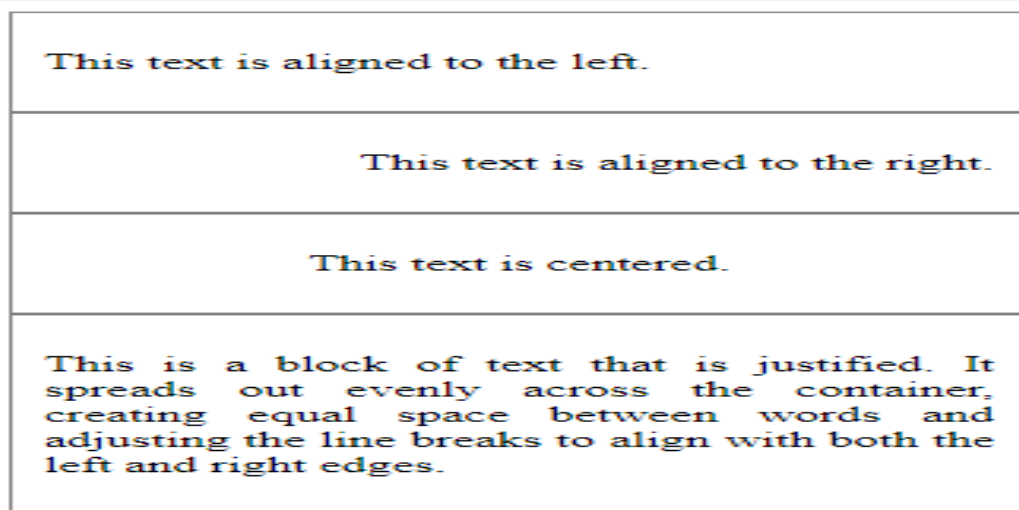 This text is aligned to the left.
This text is aligned to the right.
This text is centered.
This is a block of text that is justified. It
spreads out evenly across the container,
creating equal space between words and
adjusting the line breaks to align with both the
left and right edges.